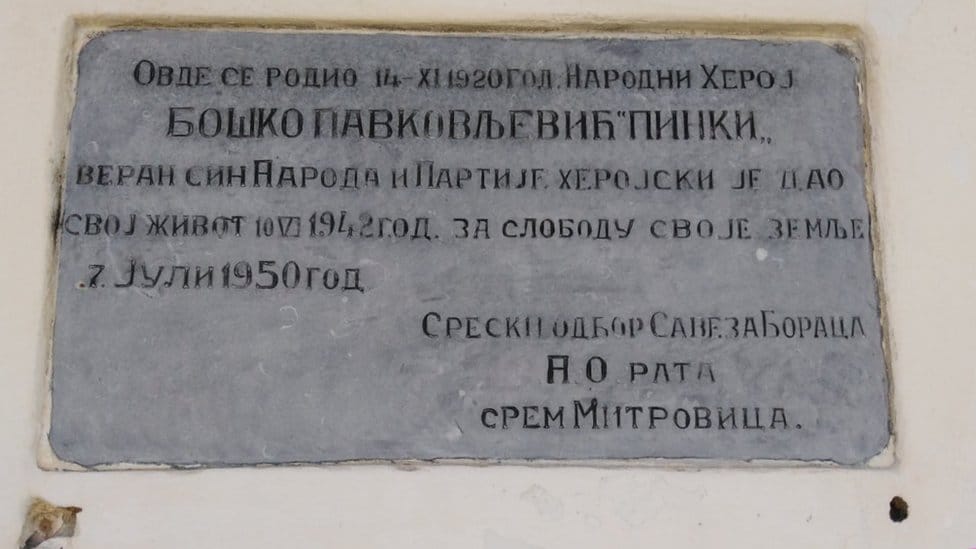 ОВДЕ СЕ РОДИО 14-XI 1920 ГОД. НАРОДНИ ХЕРОЈ
БОШКО ПАВКОВЉЕВИЋ "ПИНКИ„
ВЕРАН СИН НАРОДА И ПАРТИЈЕ ХЕРОЈСКИ ЈЕ ДАО
СВОЈ ЖИВОТ 10 VI 1942 ГОД. ЗА СЛОБОДУ СВОЈЕ ЗЕМЉЕ
7. ЈУЛИ 1950 ГОД
СРЕСКИ ОДБОР САВЕЗА БОРАЦА
Н.О РАТА
СРЕМ МИТРОВИЦА.